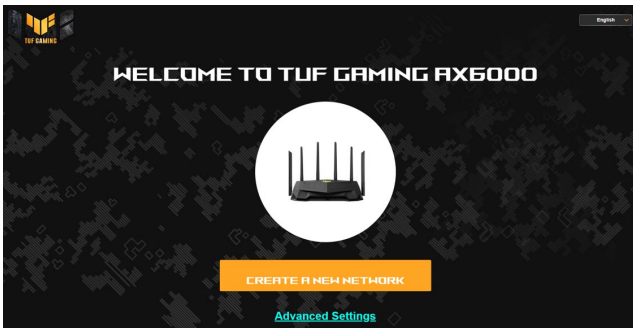 TUF GAMING
English
WELCOME TO TUF GAMING AX6000
CREATE A NEW NETWORK
Advanced Settings